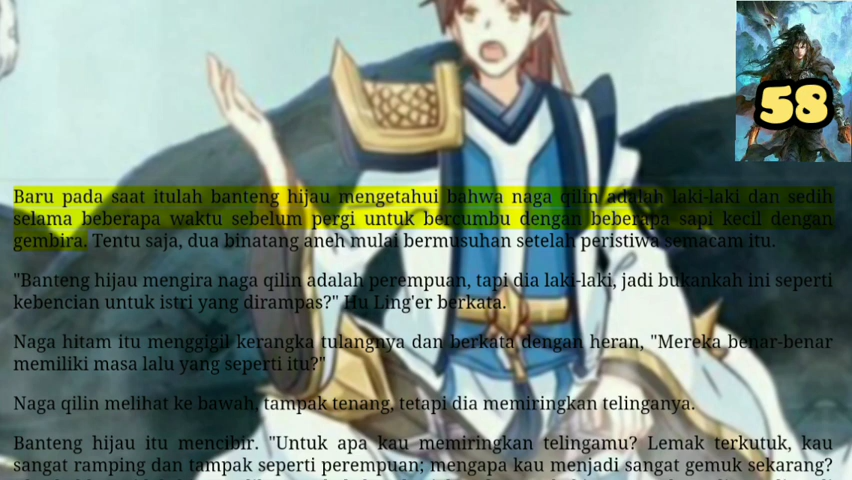 58
Baru pada saat itulah banteng hijau mengetahui bahwa naga qilin adalah laki-laki dan sedih
selama beberapa waktu sebelum pergi untuk bercumbu dengan beberapa sapi kecil dengan
gembira. Tentu saja, dua binatang aneh mulai bermusuhan setelah peristiwa semacam itu.
"Banteng hijau mengira naga qilin adalah perempuan, tapi dia laki-laki, jadi bukankah ini seperti
kebencian untuk istri yang dirampas?" Hu Ling'er berkata.
Naga hitam itu menggigil kerangka tulangnya dan berkata dengan heran, "Mereka benar-benar
memiliki masa lalu yang seperti itu?"
Naga qilin melihat ke bawah, tampak tenang, tetapi dia memiringkan telinganya.
Banteng hijau itu mencibir. "Untuk apa kau memiringkan telingamu? Lemak terkutuk, kau
sangat ramping dan tampak seperti perempuan; mengapa kau menjadi sangat gemuk sekarang?